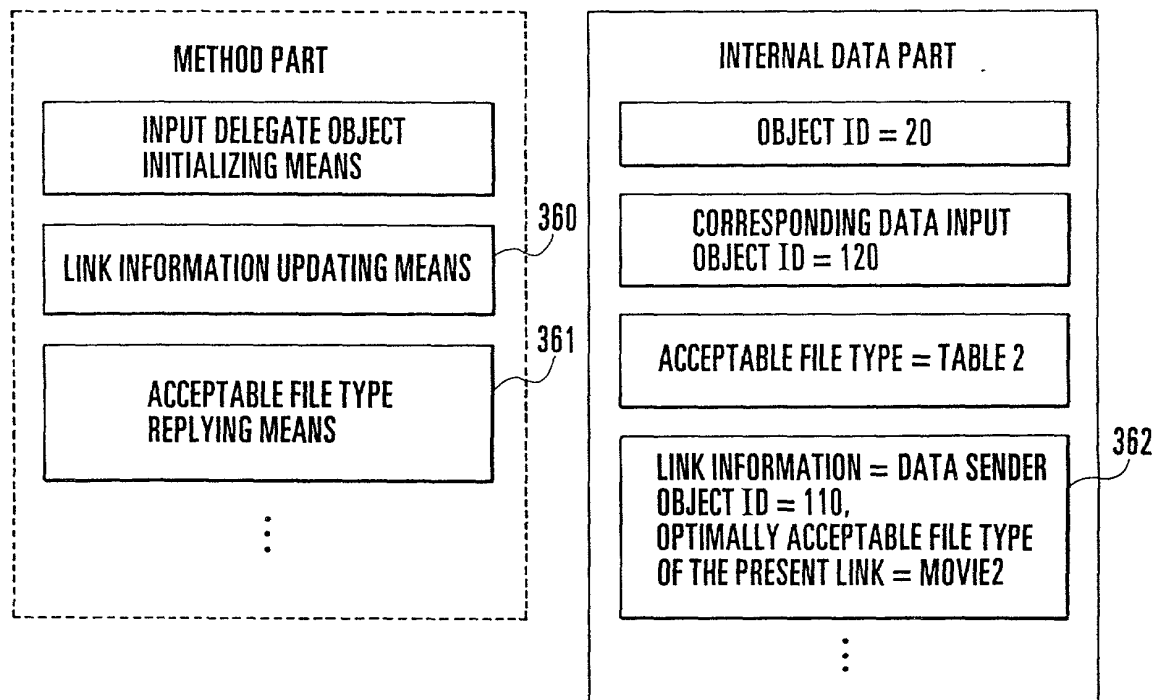 METHOD PART
INPUT DELEGATE OBJECT
INITIALIZING MEANS
360
LINK INFORMATION UPDATING MEANS
361
ACCEPTABLE FILE TYPE
REPLYING MEANS
INTERNAL DATA PART
OBJECT ID = 20
CORRESPONDING DATA INPUT
OBJECT ID = 120
ACCEPTABLE FILE TYPE = TABLE 2
362
LINK INFORMATION = DATA SENDER
OBJECT ID = 110,
OPTIMALLY ACCEPTABLE FILE TYPE
OF THE PRESENT LINK = MOVIE2